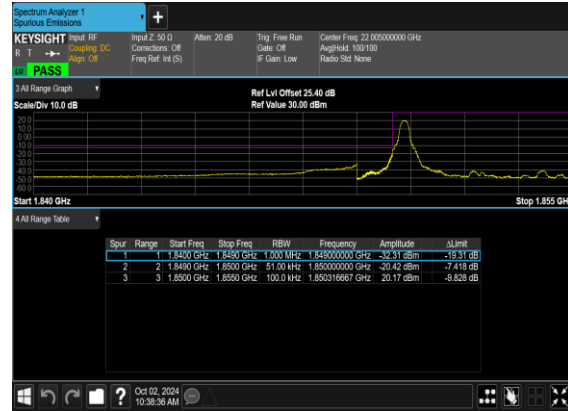 Spectrum Analyzer 1
Spurious Emissions
+
KEYSIGHT Input: RF Input Z: 50 Ω Atten: 20 dB Trig: Free Run Center Freq: 22.005000000 GHz
R T Coupling: DC Corrections: Off Gate: Off Avg|Hold: 100/100
Align: Off Freq Ref: Int (S) IF Gain: Low Radio Std: None
PASS
3 All Range Graph
Ref Lvl Offset 25.40 dB
Scale/Div 10.0 dB Ref Value 30.00 dBm
20.0
10.0
0.00
-10.0
-20.0
-30.0
-40.0
-50.0
-60.0
Start 1.840 GHz Stop 1.855 GH
4 All Range Table
Spur Range Start Freq Stop Freq RBW Frequency Amplitude ΔLimit
1 1 1.8400 GHz 1.8490 GHz 1.000 MHz 1.849000000 GHz -32.31 dBm -19.31 dB
2 2 1.8490 GHz 1.8500 GHz 51.00 kHz 1.850000000 GHz -20.42 dBm -7.418 dB
3 3 1.8500 GHz 1.8550 GHz 100.0 kHz 1.850316667 GHz 20.17 dBm -9.828 dB
?
Oct 02, 2024
10:38:36 AM